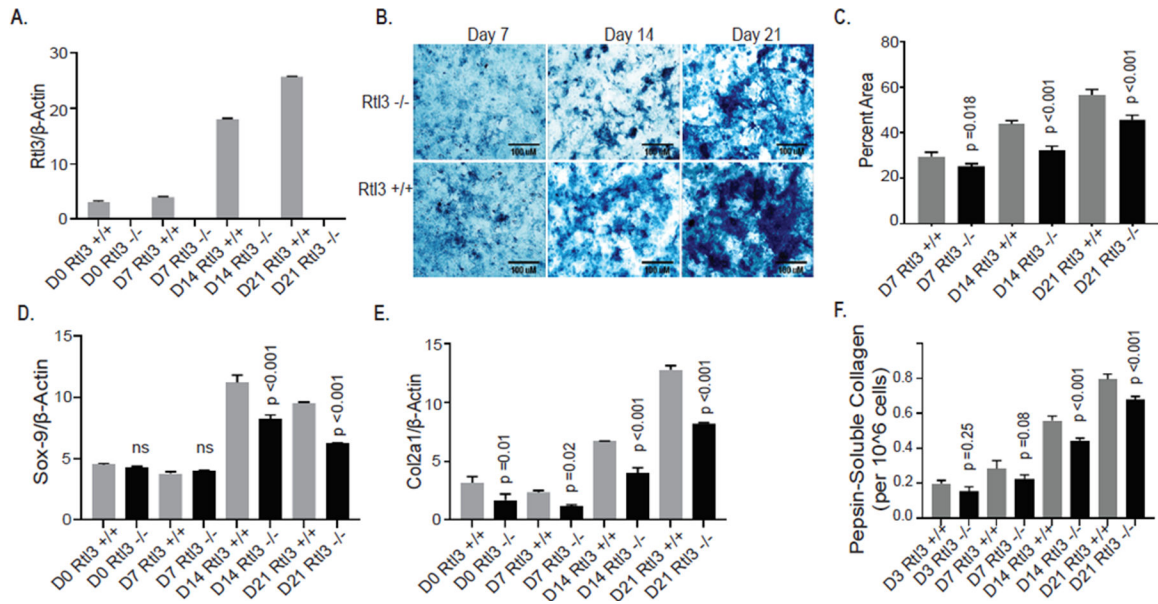 A.
30
20
10
0
Rtl3/β-Actin
D0 Rtl3 +/+
D0 Rtl3 -/-
D7 Rtl3 +/+
D7 Rtl3 -/-
D14 Rtl3 +/+
D14 Rtl3 -/-
D21 Rtl3 +/+
D21 Rtl3 -/-
B.
Day 7
Day 14
Day 21
Rtl3 -/-
100 uM
100 uM
100 uM
Rtl3 +/+
100 uM
100 uM
100 uM
C.
80
60
40
20
0
Percent Area
p =0.018
p <0.001
p <0.001
D7 Rtl3 +/+
D7 Rtl3 -/-
D14 Rtl3 +/+
D14 Rtl3 -/-
D21 Rtl3 +/+
D21 Rtl3 -/-
D.
15
10
5
0
Sox-9/β-Actin
ns
ns
p <0.001
p <0.001
D0 Rtl3 +/+
D0 Rtl3 -/-
D7 Rtl3 +/+
D7 Rtl3 -/-
D14 Rtl3 +/+
D14 Rtl3 -/-
D21 Rtl3 +/+
D21 Rtl3 -/-
E.
15
10
5
0
Col2a1/β-Actin
p =0.01
p =0.02
p <0.001
p <0.001
D0 Rtl3 +/+
D0 Rtl3 -/-
D7 Rtl3 +/+
D7 Rtl3 -/-
D14 Rtl3 +/+
D14 Rtl3 -/-
D21 Rtl3 +/+
D21 Rtl3 -/-
F.
0.8
0.6
0.4
0.2
0.0
Pepsin-Soluble Collagen
(per 10^6 cells)
p =0.25
p =0.08
p <0.001
p <0.001
D3 Rtl3 +/+
D3 Rtl3 -/-
D7 Rtl3 +/+
D7 Rtl3 -/-
D14 Rtl3 +/+
D14 Rtl3 -/-
D21 Rtl3 +/+
D21 Rtl3 -/-